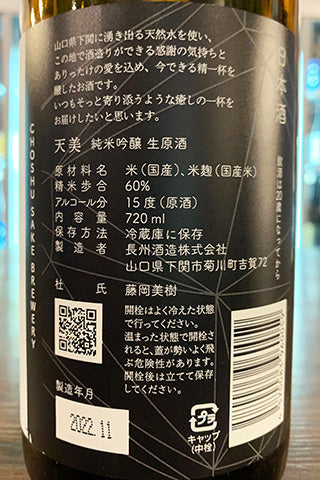 山口県下関に湧き出る天然水を使い、
この地で酒造りができる感謝の気持ちと
ありったけの愛を込め、今できる精一杯を
醸したお酒です。
いつもそっと寄り添うような癒しの一杯を
お届けしたいと思います。
天美 純米吟醸 生原酒
原材料名 米(国産)、米麹(国産米)
精米歩合 60%
アルコール分 15度(原酒)
内容量 720ml
保存方法 冷蔵庫に保存
製造者 長州酒造株式会社
山口県下関市菊川町吉賀72
杜氏 藤岡美樹
開栓はよく冷えた状態
で行ってください。
温まった状態で開栓す
されると、蓋が勢いよく飛
ぶ危険性があります。
開栓後は立てて保存
してください。
製造年月
2022.11
日本酒
飲酒は20歳になってから
CHOSHU SAKE BREWERY
プラ
キャップ
(中栓)